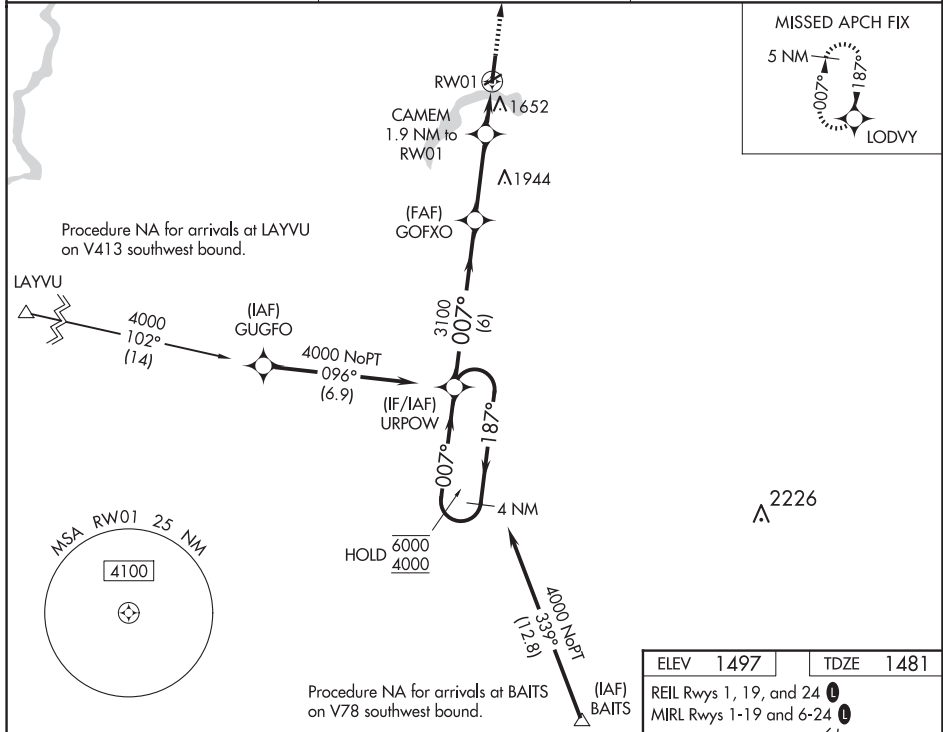 MISSED APCH FIX
5 NM
007°
187°
LODVY
RW01
1652
CAMEM
1.9 NM to
RW01
1944
(FAF)
GOFXO
Procedure NA for arrivals at LAYVU
on V413 southwest bound.
LAYVU
4000
102°
(14)
(IAF)
GUGFO
4000 NoPT
096°
(6.9)
3100
007°
(6)
(IF/IAF)
URPOW
187°
007°
4 NM
HOLD 6000
4000
2226
MSA RW01 25 NM
4100
4000 NoPT
339°
(12.8)
Procedure NA for arrivals at BAITS
on V78 southwest bound.
(IAF)
BAITS
ELEV 1497
TDZE 1481
REIL Rwys 1, 19, and 24 L
MIRL Rwys 1-19 and 6-24 L